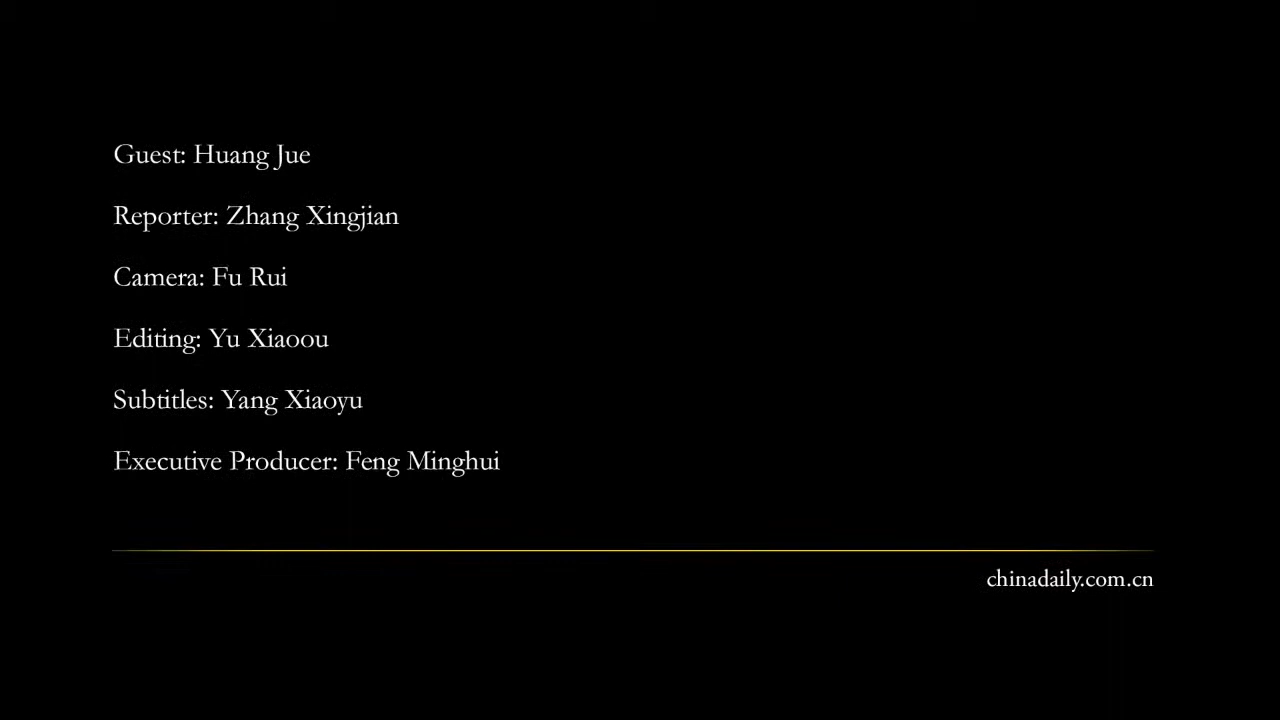 Guest: Huang Jue
Reporter: Zhang Xingjian
Camera: Fu Rui
Editing: Yu Xiaoou
Subtitles: Yang Xiaoyu
Executive Producer: Feng Minghui
chinadaily.com.cn